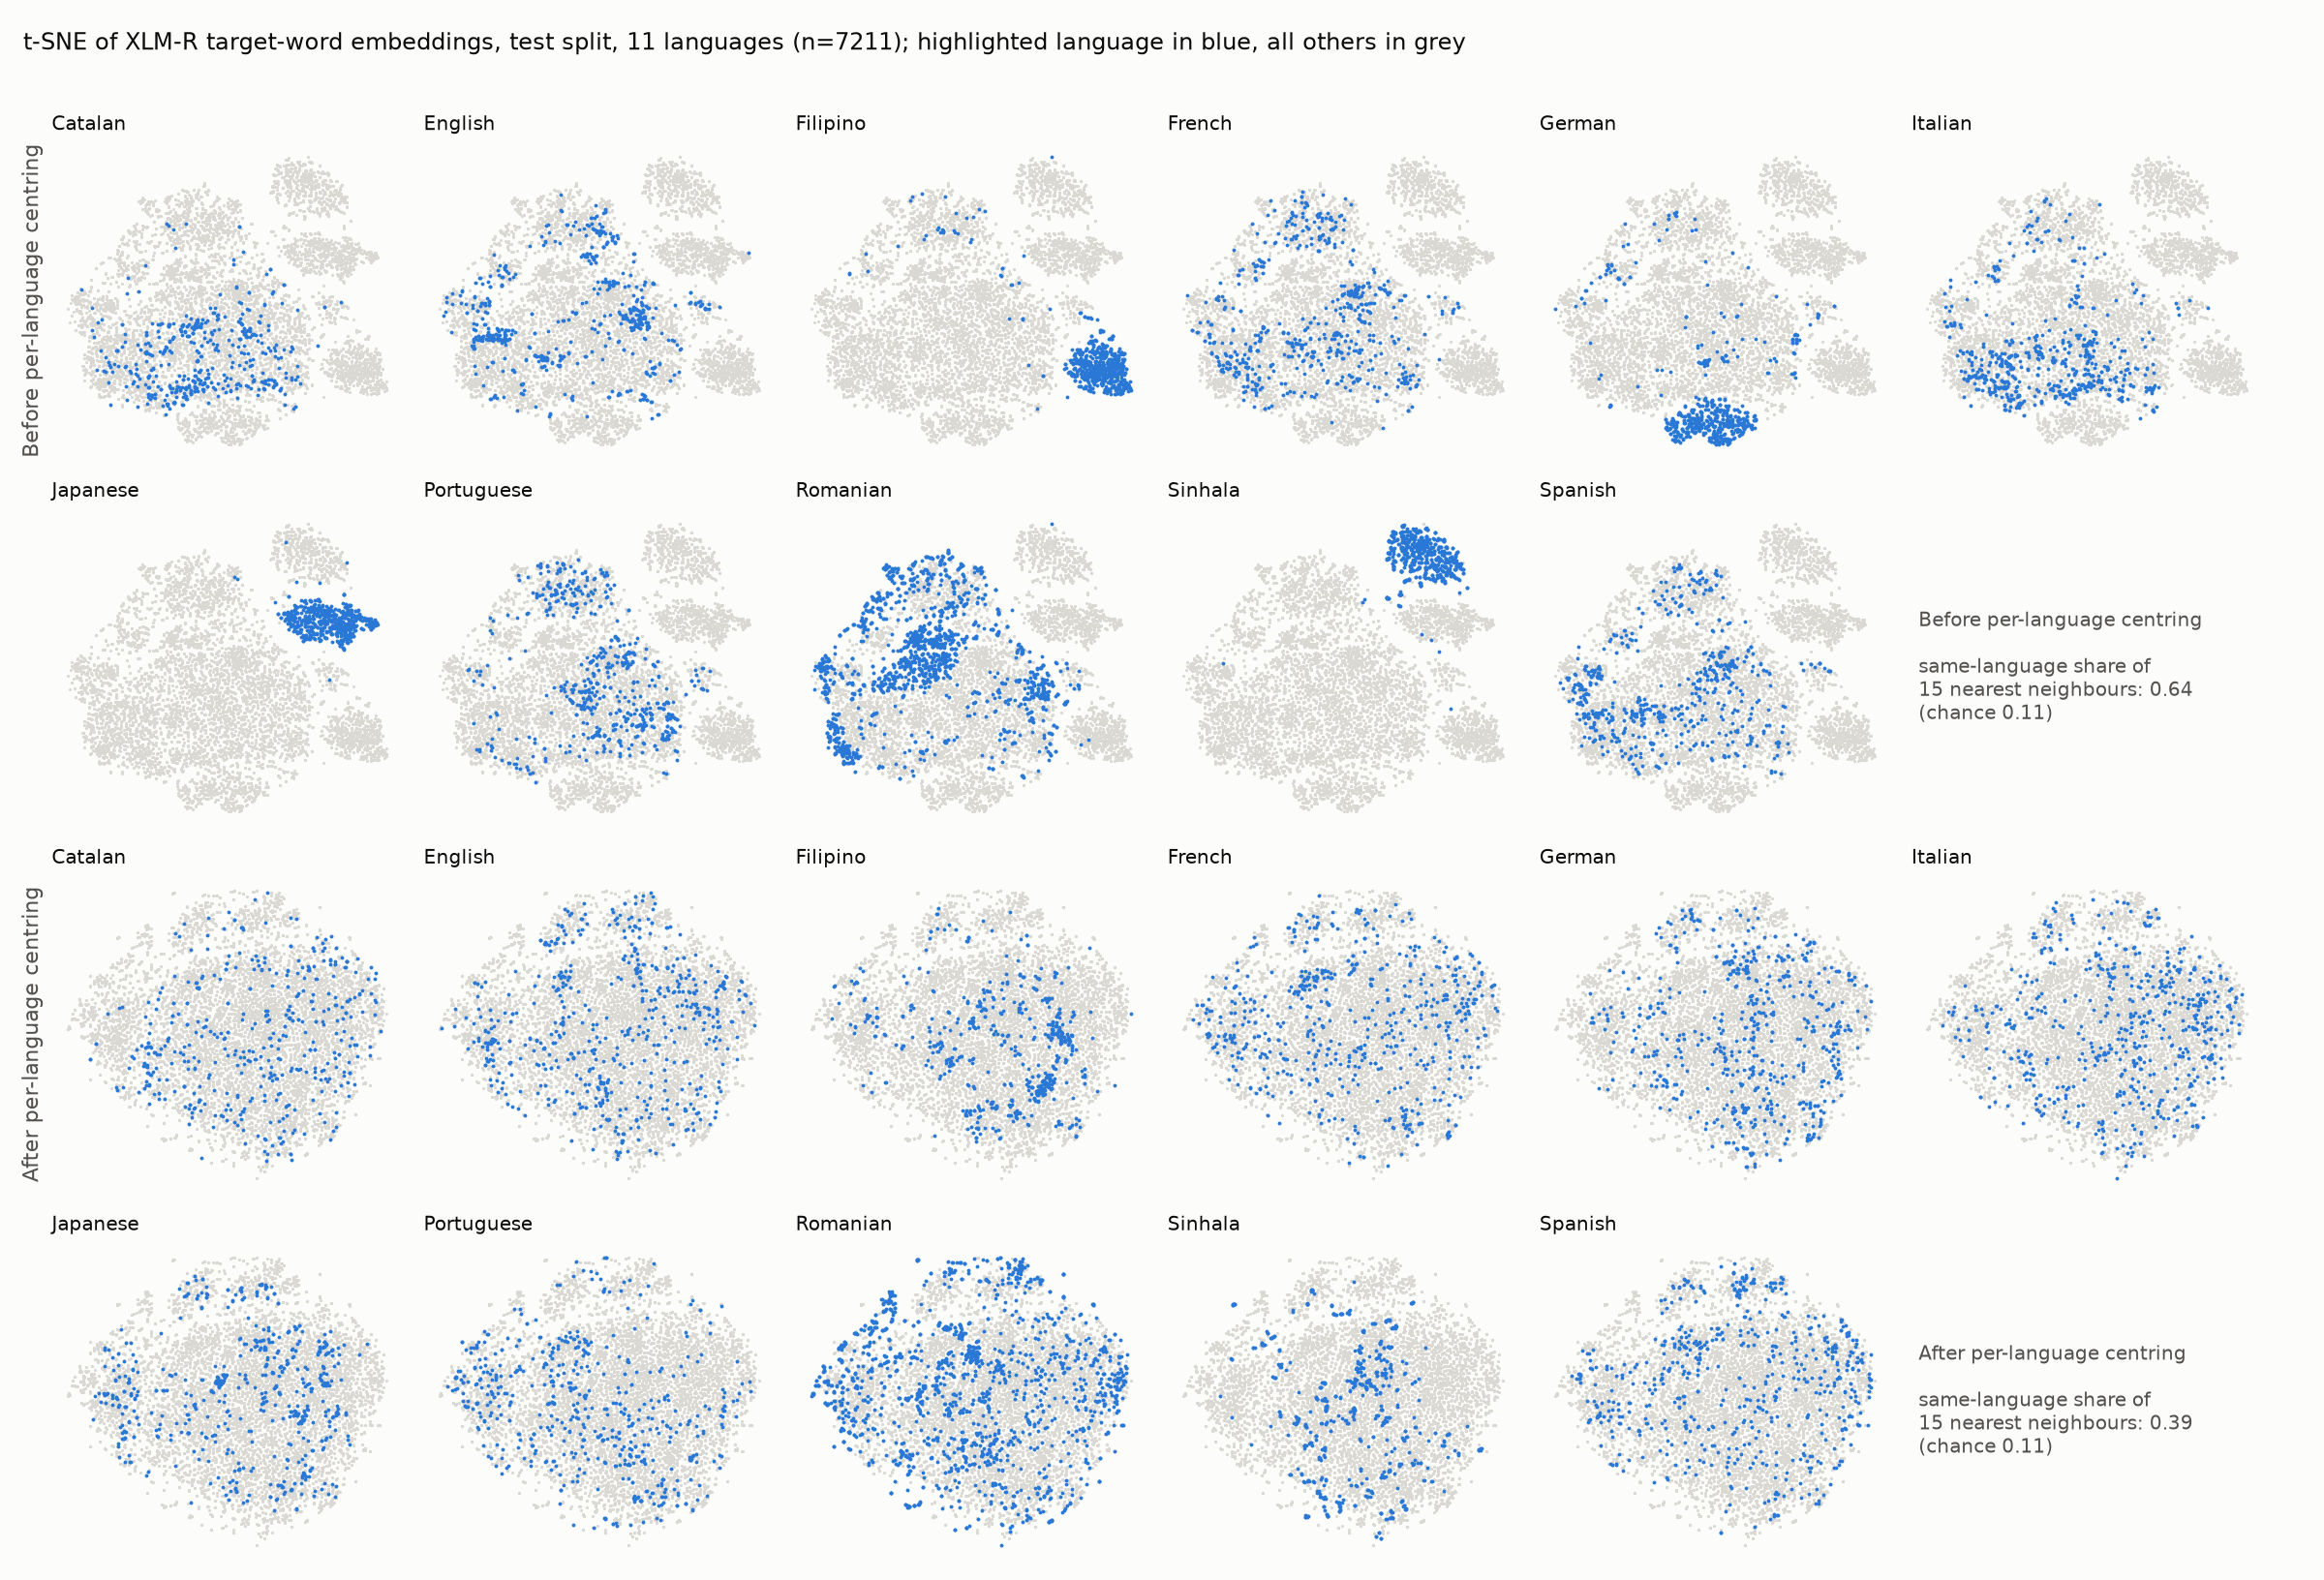 t-SNE of XLM-R target-word embeddings, test split, 11 languages (n=7211); highlighted language in blue, all others in grey
Before per-language centring
Catalan
English
Filipino
French
German
Italian
Japanese
Portuguese
Romanian
Sinhala
Spanish
Before per-language centring
same-language share of
15 nearest neighbours: 0.64
(chance 0.11)
After per-language centring
Catalan
English
Filipino
French
German
Italian
Japanese
Portuguese
Romanian
Sinhala
Spanish
After per-language centring
same-language share of
15 nearest neighbours: 0.39
(chance 0.11)